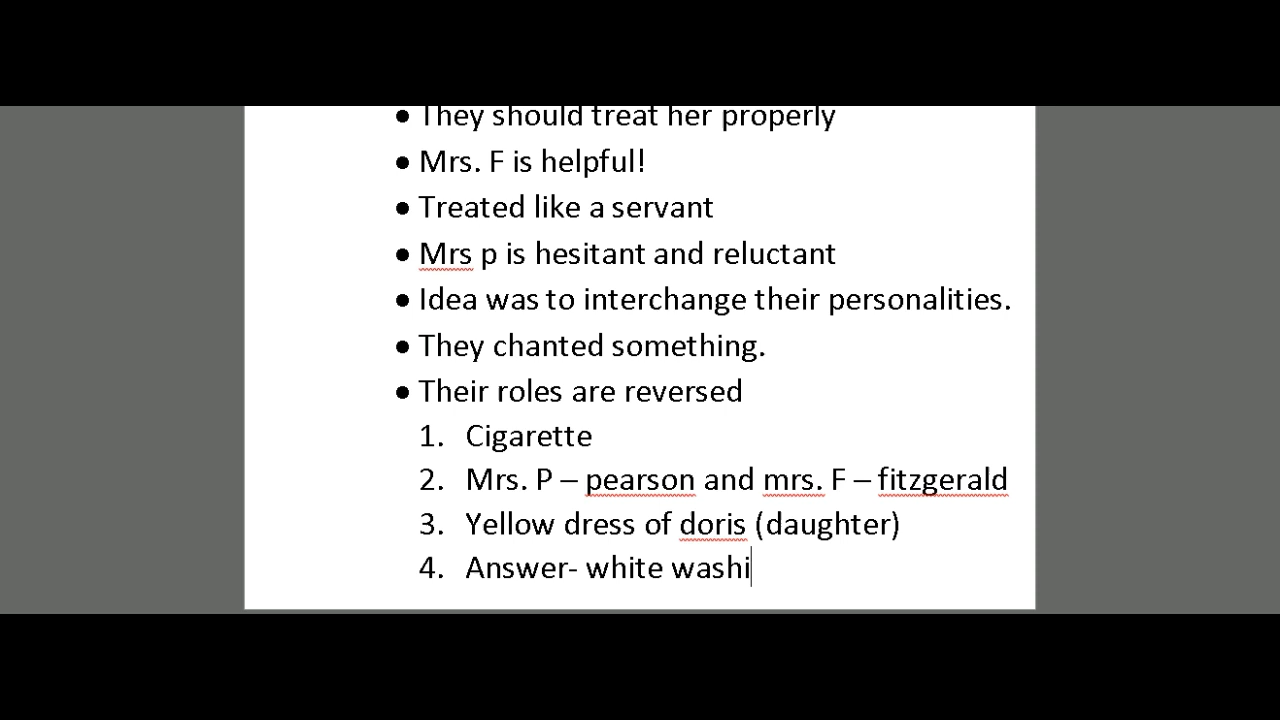 • They should treat her properly
• Mrs. F is helpful!
• Treated like a servant
• Mrs p is hesitant and reluctant
• Idea was to interchange their personalities.
• They chanted something.
• Their roles are reversed
1. Cigarette
2. Mrs. P – pearson and mrs. F – fitzgerald
3. Yellow dress of doris (daughter)
4. Answer- white washi